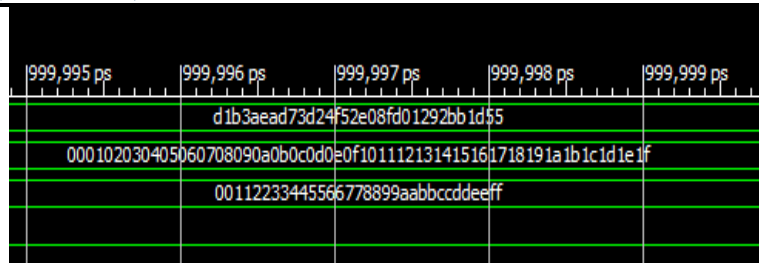 999,995 ps 999,996 ps 999,997 ps 999,998 ps 999,999 ps
d1b3aead73d24f52e08fd01292bb1d55
000102030405060708090a0b0c0d0e0f101112131415161718191a1b1c1d1e1f
00112233445566778899aabbccddeeff